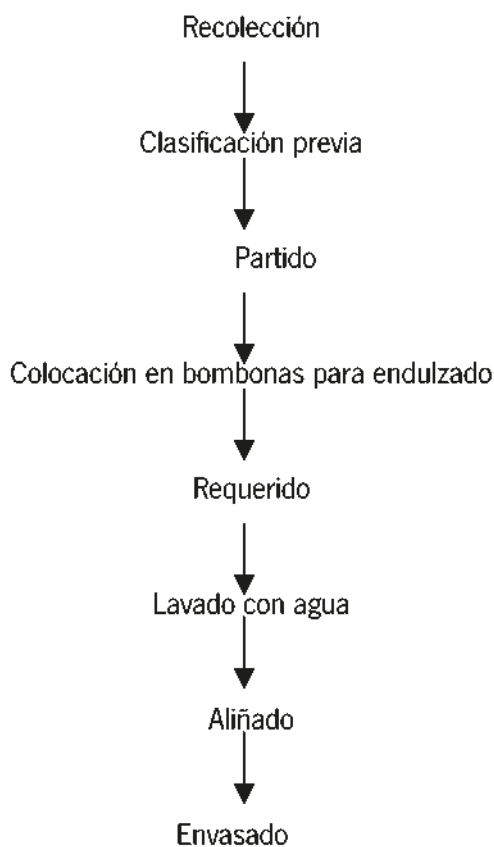 Recolección
Clasificación previa
Partido
Colocación en bombonas para endulzado
Requerido
Lavado con agua
Aliñado
Envasado